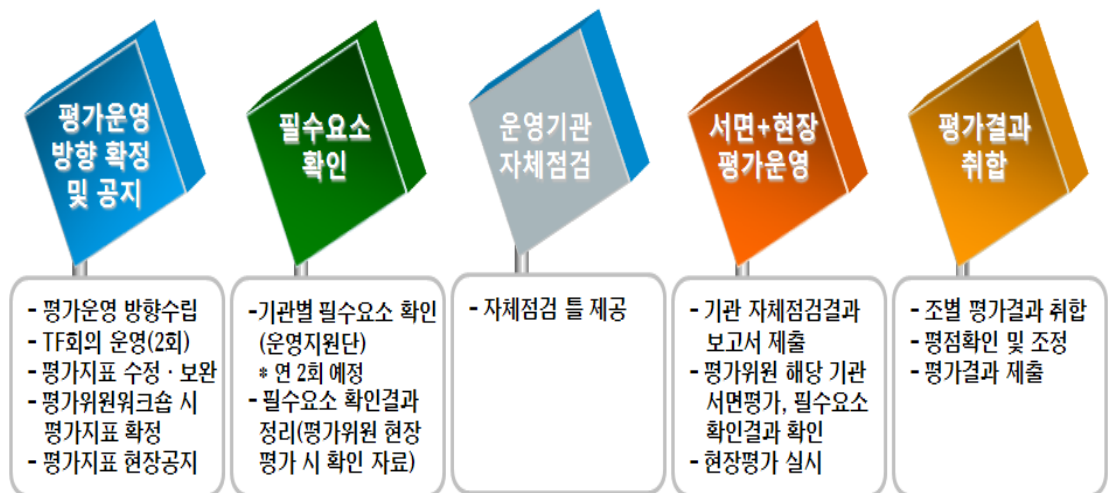 평가운영
방향 확정
및 공지
- 평가운영 방향수립
- TF회의 운영(2회)
- 평가지표 수정 · 보완
- 평가위원워크숍 시
평가지표 확정
- 평가지표 현장공지
필수요소
확인
-기관별 필수요소 확인
(운영지원단)
* 연 2회 예정
- 필수요소 확인결과
정리(평가위원 현장
평가 시 확인 자료)
운영기관
자체점검
- 자체점검 틀 제공
서면+현장
평가운영
- 기관 자체점검결과
보고서 제출
- 평가위원 해당 기관
서면평가, 필수요소
확인결과 확인
- 현장평가 실시
평가결과
취합
- 조별 평가결과 취합
- 평점확인 및 조정
- 평가결과 제출